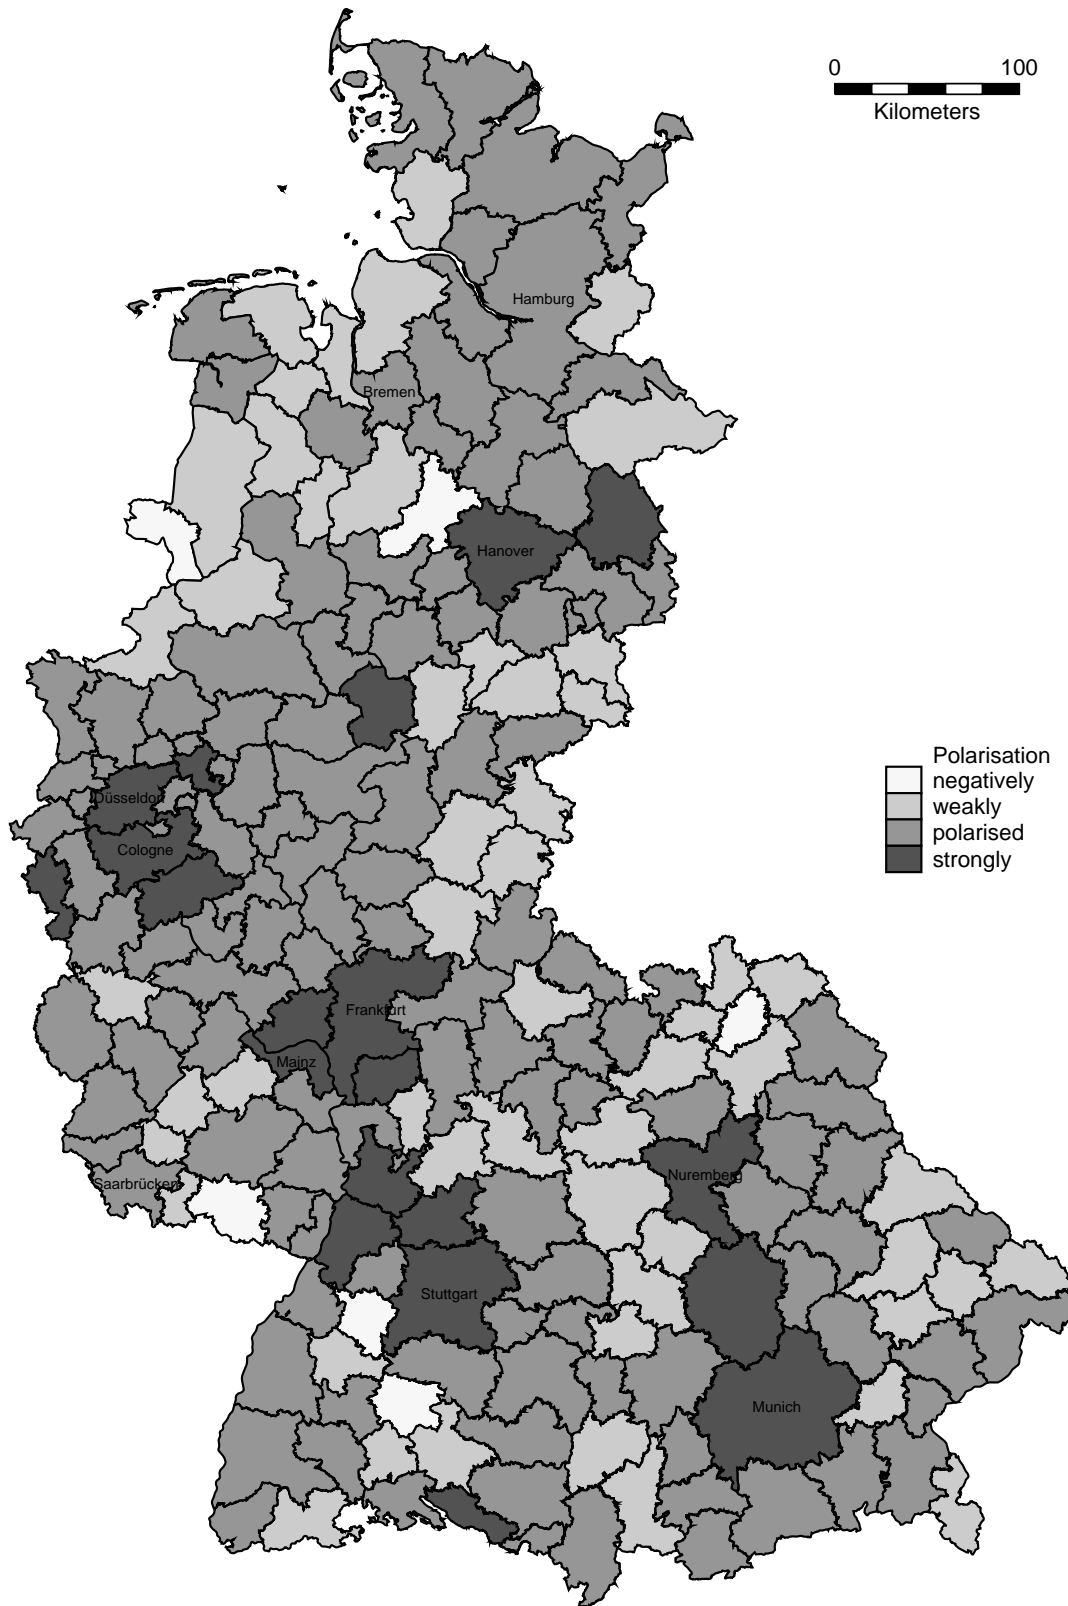 0 100
Kilometers
Hamburg
Bremen
Hanover
Polarisation
negatively
weakly
polarised
strongly
Düsseldorf
Cologne
Frankfurt
Mainz
Saarbrücken
Nuremberg
Stuttgart
Munich